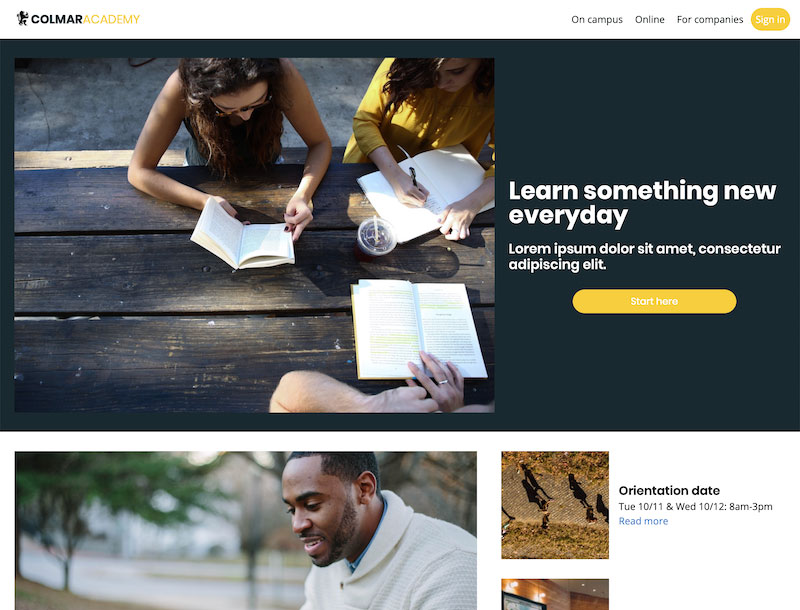 COLMARACADEMY
On campus Online For companies Sign In
Learn something new
everyday
Lorem ipsum dolor sit amet, consectetur
adipiscing elit.
Start here
Orientation date
Tue 10/11 & Wed 10/12: 8am-3pm
Read more